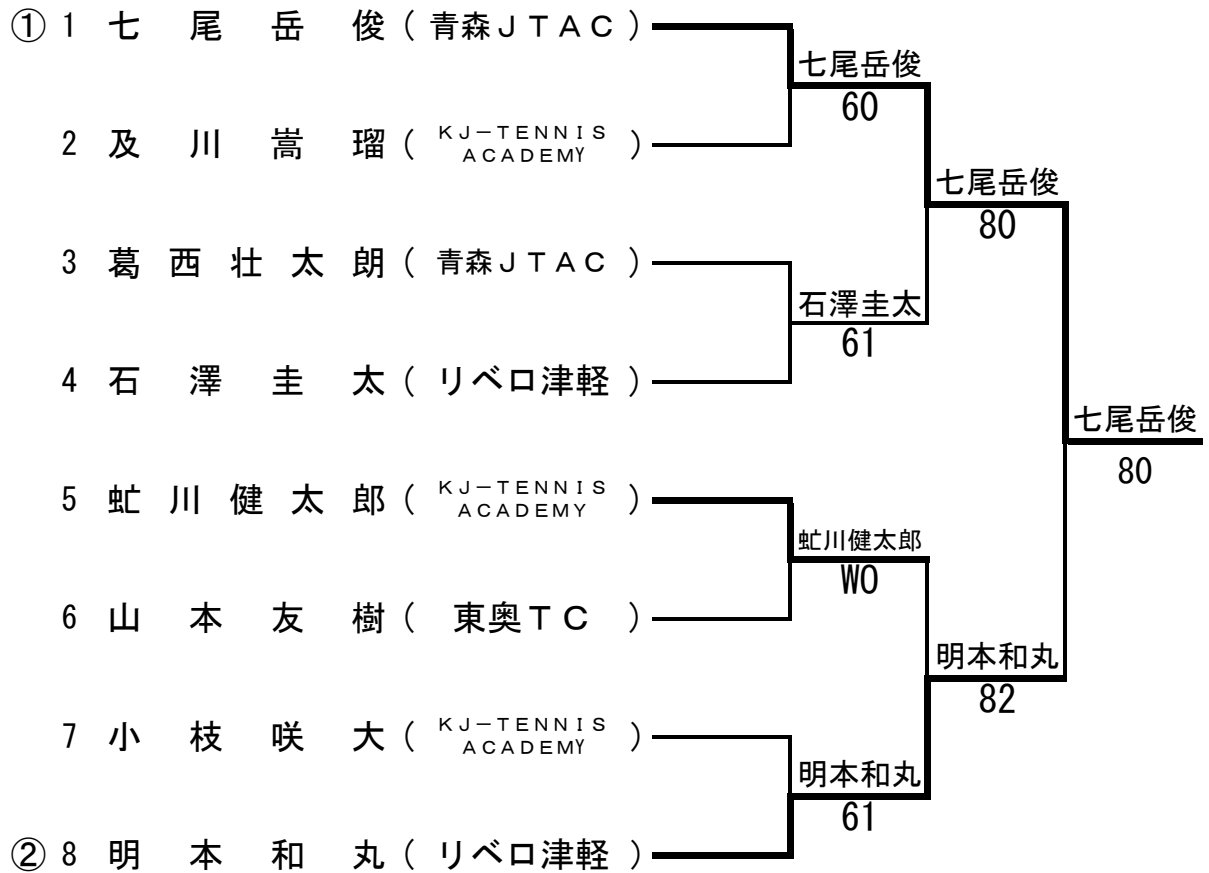 ① 1 七尾岳俊(青森JTAC)
七尾岳俊
60
2 及川嵩瑠(KJ-TENNIS
ACADEMY)
七尾岳俊
80
3 葛西壮太朗(青森JTAC)
石澤圭太
61
4 石澤圭太(リベロ津軽)
七尾岳俊
80
5 虻川健太郎(KJ-TENNIS
ACADEMY)
虻川健太郎
WO
6 山本友樹(東奥TC)
明本和丸
82
7 小枝咲大(KJ-TENNIS
ACADEMY)
明本和丸
61
② 8 明本和丸(リベロ津軽)